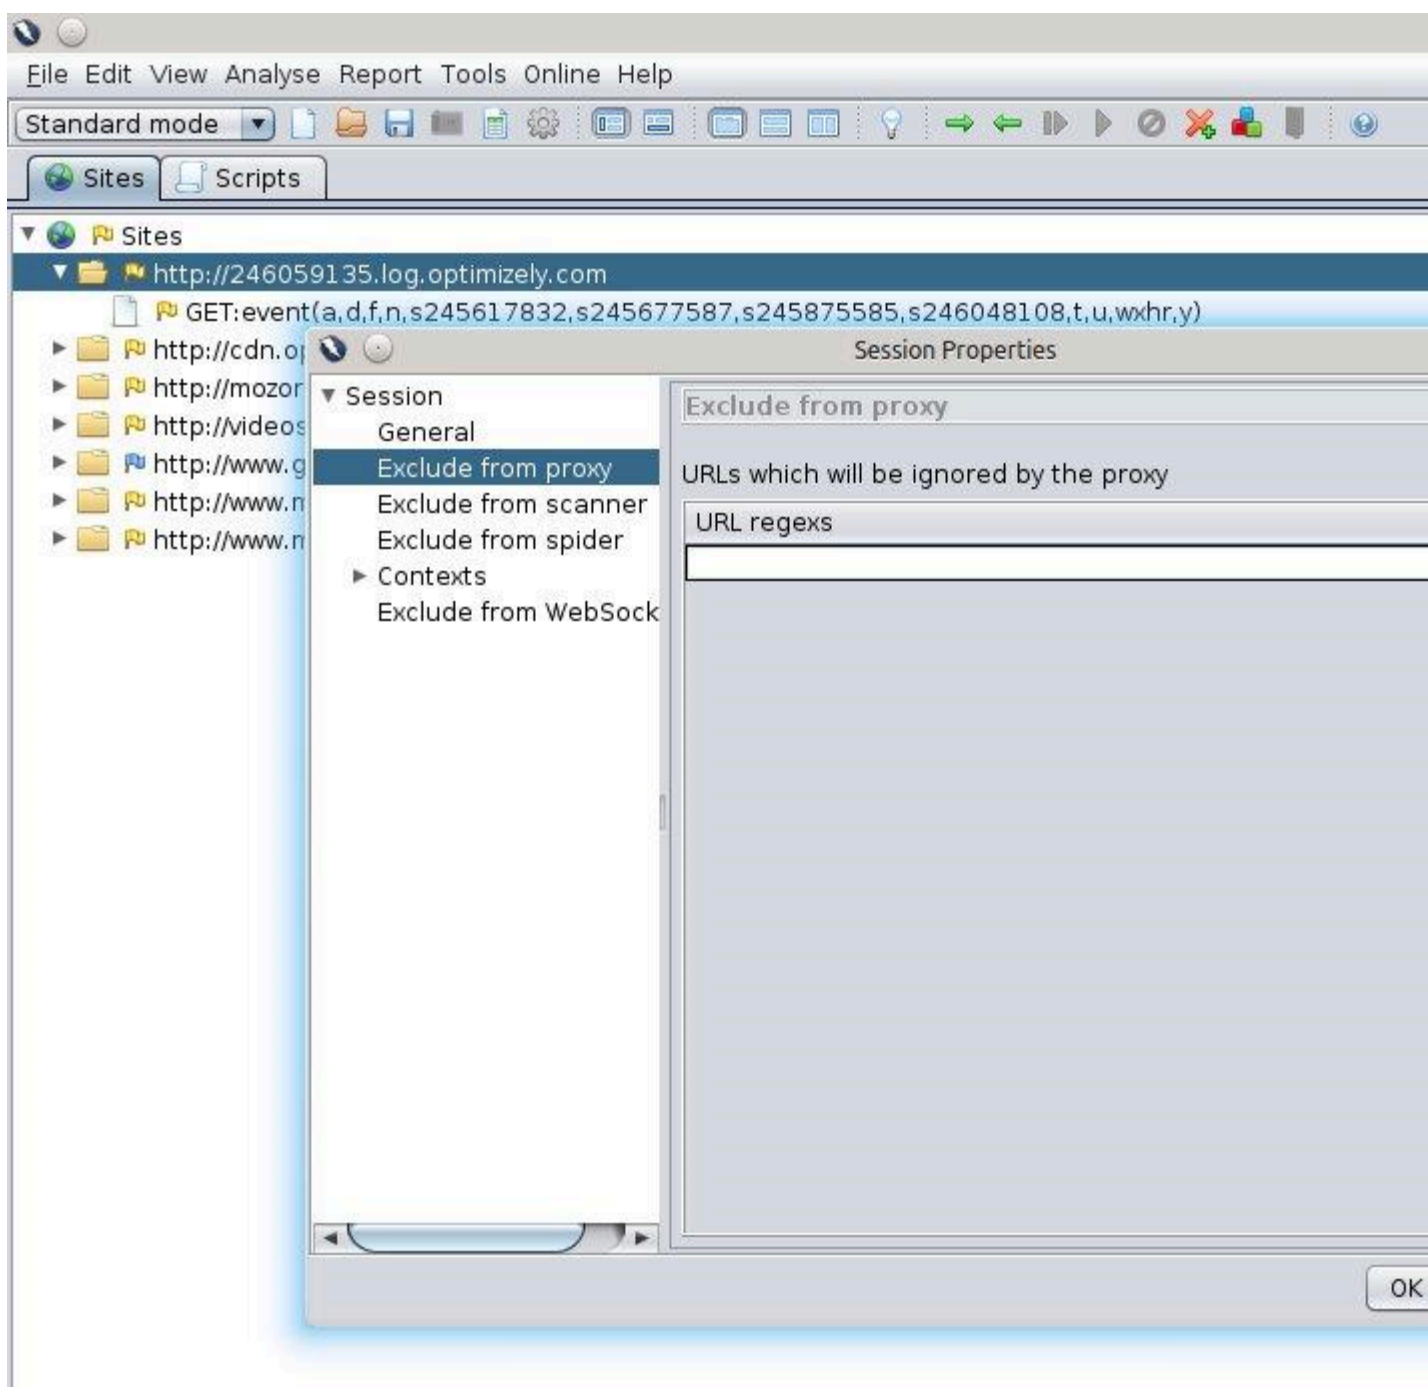 File Edit View Analyse Report Tools Online Help
Standard mode
Sites Scripts
Sites
http://246059135.log.optimizely.com
GET:event(a,d,f,n,s245617832,s245677587,s245875585,s246048108,t,u,wxhr,y)
http://cdn.op
http://mozor
http://videos
http://www.g
http://www.m
http://www.m
Session Properties
Session
General
Exclude from proxy
Exclude from scanner
Exclude from spider
Contexts
Exclude from WebSock
Exclude from proxy
URLs which will be ignored by the proxy
URL regexs
OK